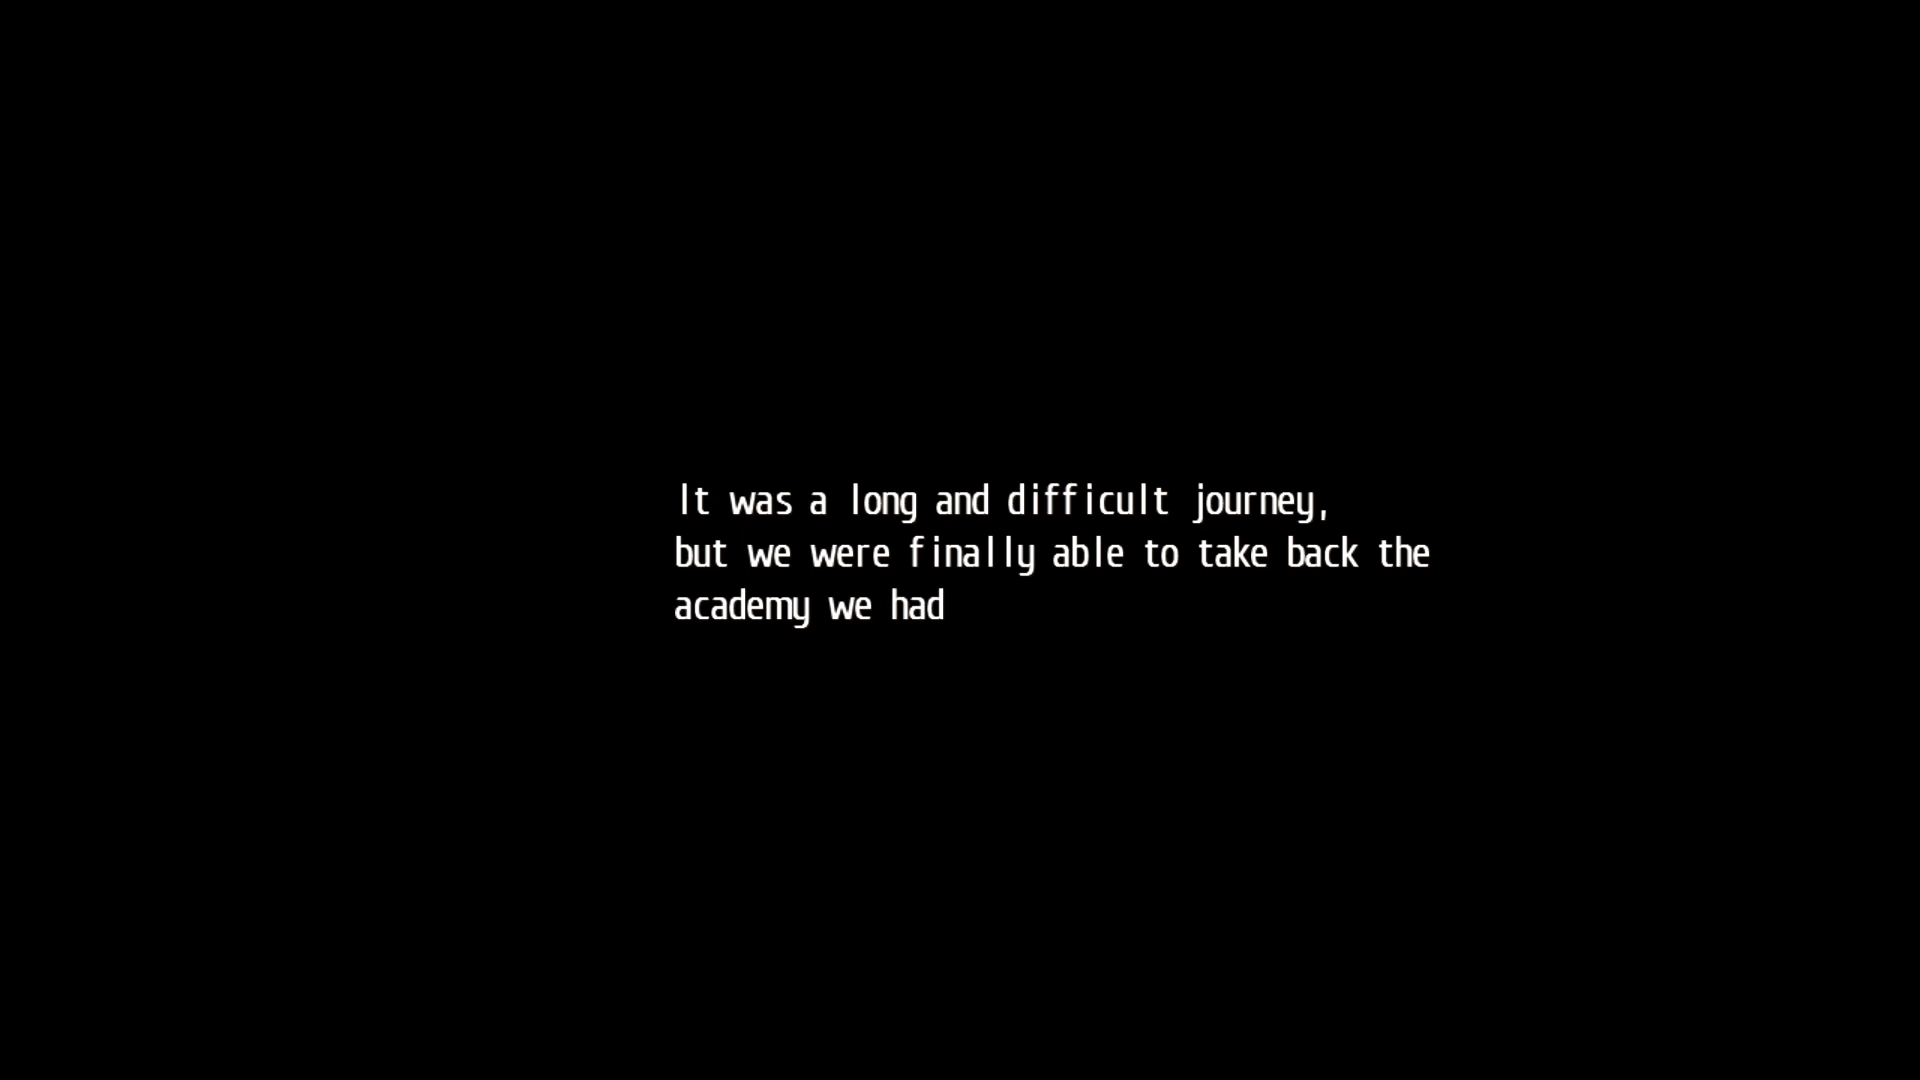 It was a long and difficult journey,
but we were finally able to take back the
academy we had